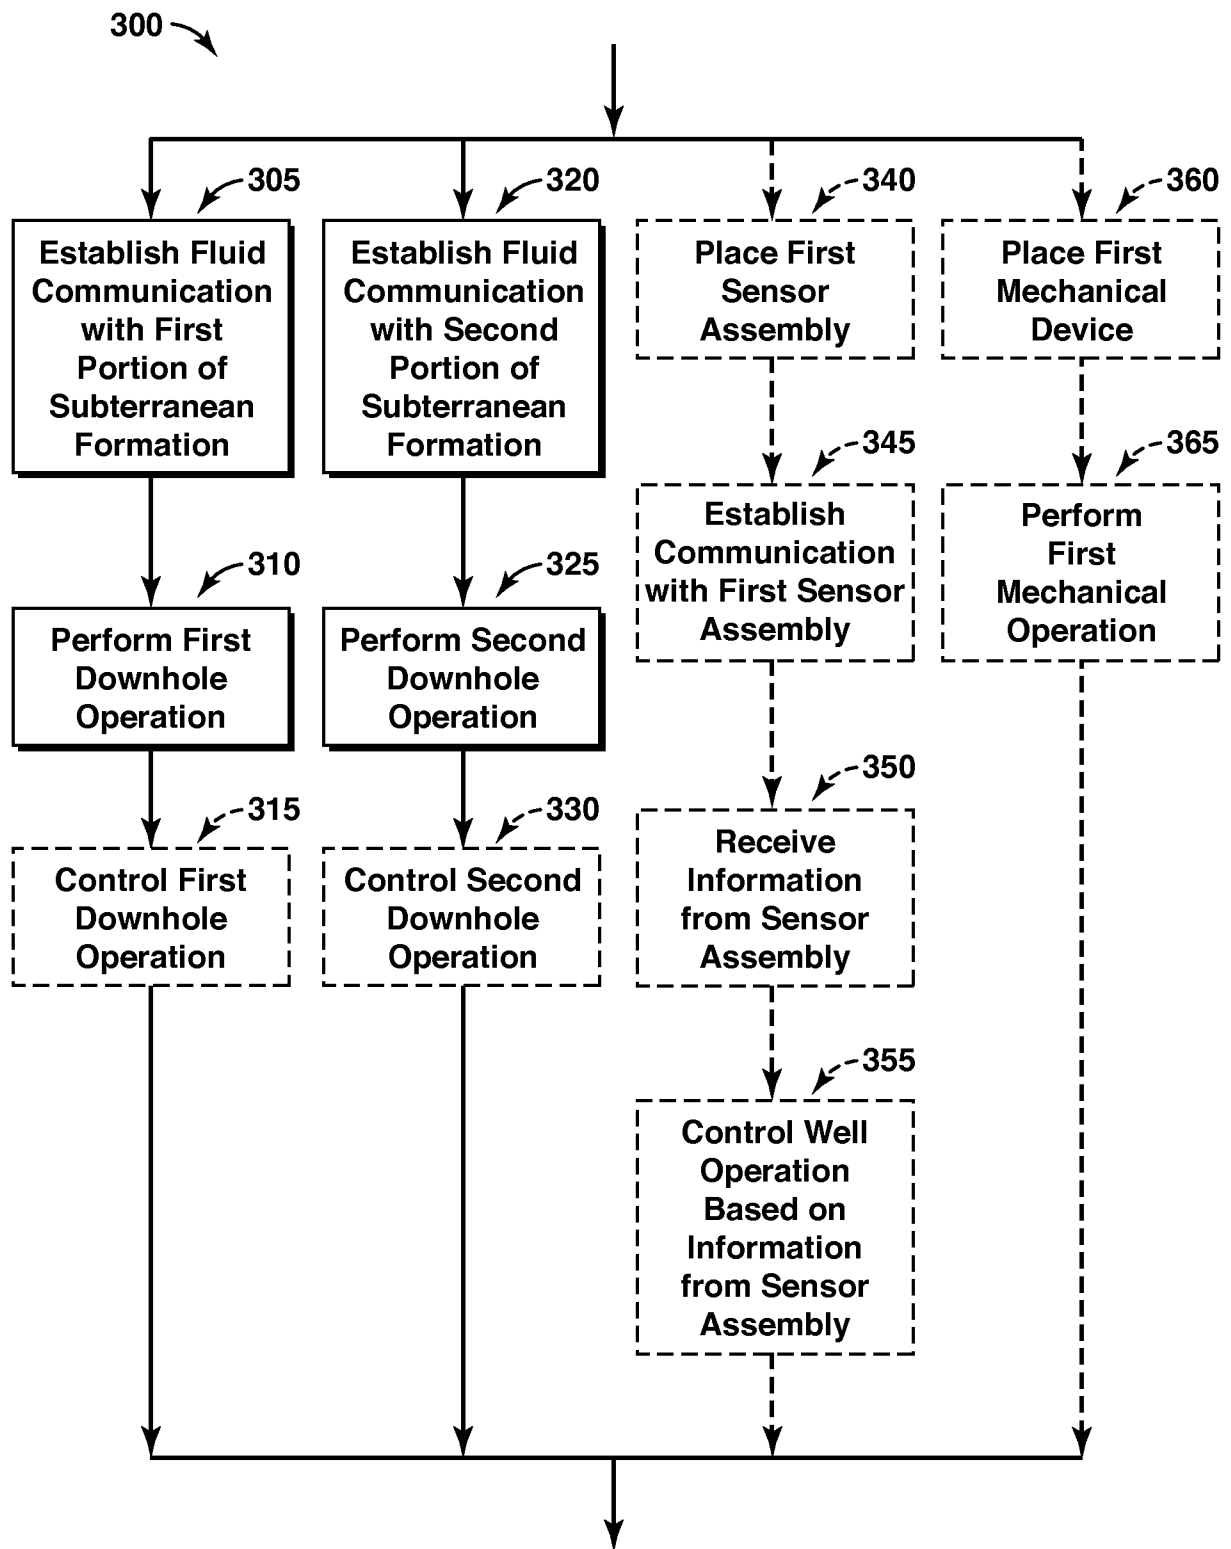 300
305
Establish Fluid
Communication
with First
Portion of
Subterranean
Formation
310
Perform First
Downhole
Operation
315
Control First
Downhole
Operation
320
Establish Fluid
Communication
with Second
Portion of
Subterranean
Formation
325
Perform Second
Downhole
Operation
330
Control Second
Downhole
Operation
340
Place First
Sensor
Assembly
345
Establish
Communication
with First Sensor
Assembly
350
Receive
Information
from Sensor
Assembly
355
Control Well
Operation
Based on
Information
from Sensor
Assembly
360
Place First
Mechanical
Device
365
Perform
First
Mechanical
Operation